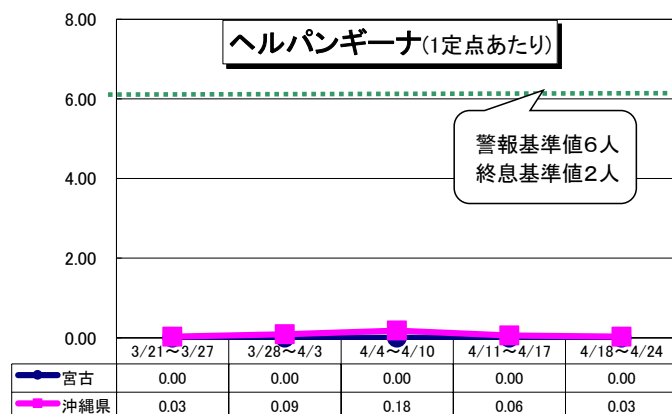 ヘルパンギーナ(1定点あたり)
8.00
6.00
4.00
2.00
0.00
警報基準値6人
終息基準値2人
3/21～3/27 3/28～4/3 4/4～4/10 4/11～4/17 4/18～4/24
宮古 0.00 0.00 0.00 0.00 0.00
沖縄県 0.03 0.09 0.18 0.06 0.03